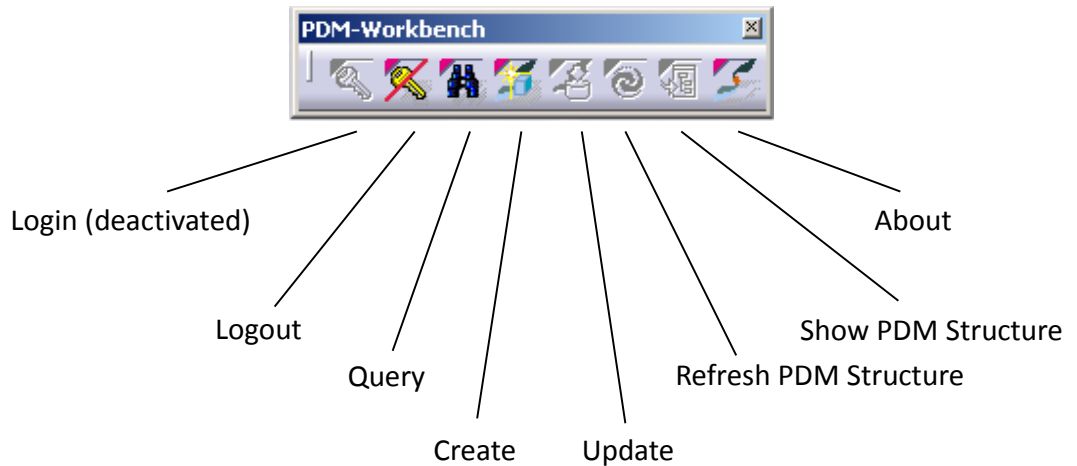 PDM-Workbench
Login (deactivated)
About
Logout
Show PDM Structure
Query
Refresh PDM Structure
Create
Update